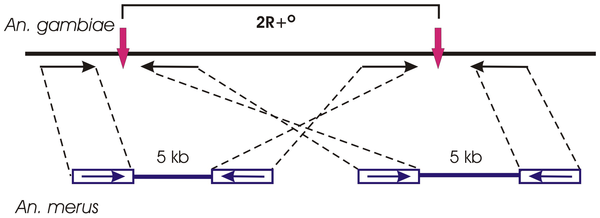 An. gambiae
2R+º
5 kb
5 kb
An. merus